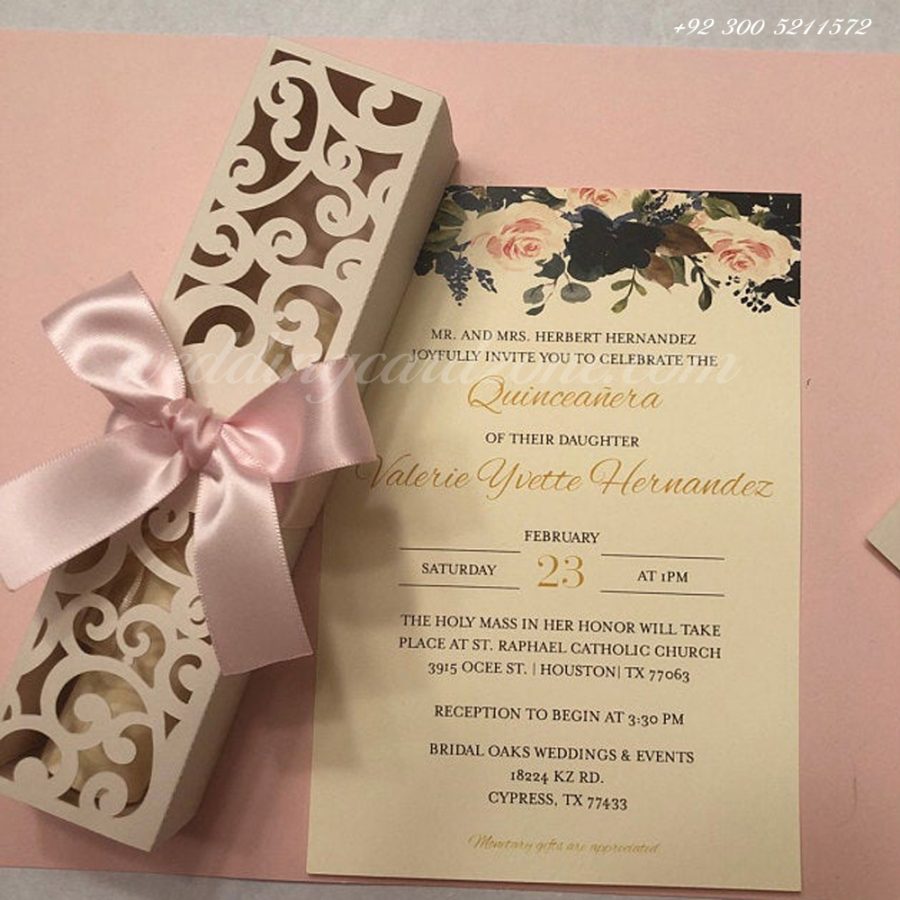 +92 300 5211572
MR. AND MRS. HERBERT HERNANDEZ
JOYFULLY INVITE YOU TO CELEBRATE THE
weddingcardzone.com
Quinceañera
OF THEIR DAUGHTER
Valerie Yvette Hernandez
FEBRUARY
SATURDAY 23 AT 1PM
THE HOLY MASS IN HER HONOR WILL TAKE
PLACE AT ST. RAPHAEL CATHOLIC CHURCH
3915 OCEE ST. | HOUSTON| TX 77063
RECEPTION TO BEGIN AT 3:30 PM
BRIDAL OAKS WEDDINGS & EVENTS
18224 KZ RD.
CYPRESS, TX 77433
Monetary gifts are appreciated